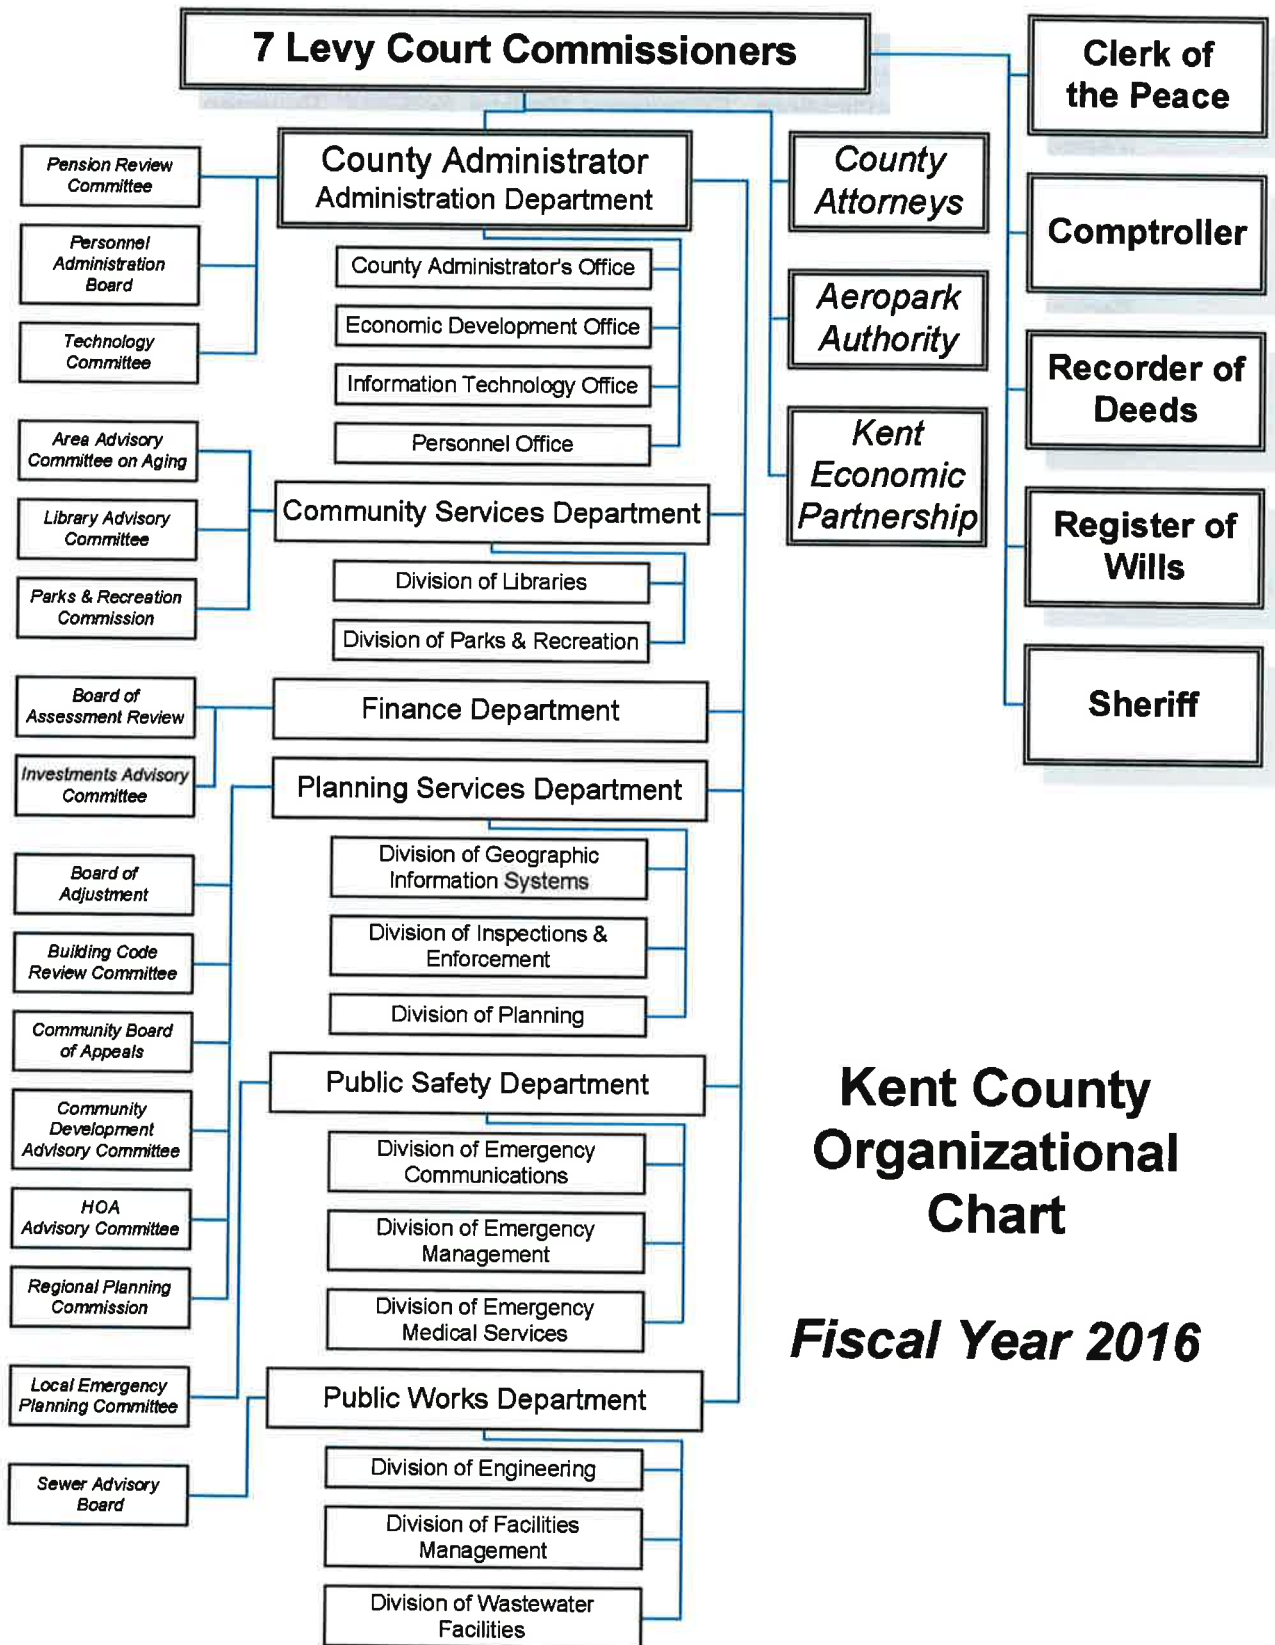 7 Levy Court Commissioners
Clerk of
the Peace
Comptroller
Recorder of
Deeds
Register of
Wills
Sheriff
County
Attorneys
Aeropark
Authority
Kent
Economic
Partnership
County Administrator
Administration Department
Pension Review
Committee
Personnel
Administration
Board
Technology
Committee
County Administrator's Office
Economic Development Office
Information Technology Office
Personnel Office
Community Services Department
Area Advisory
Committee on Aging
Library Advisory
Committee
Parks & Recreation
Commission
Division of Libraries
Division of Parks & Recreation
Finance Department
Board of
Assessment Review
Investments Advisory
Committee
Planning Services Department
Board of
Adjustment
Building Code
Review Committee
Community Board
of Appeals
Community
Development
Advisory Committee
HOA
Advisory Committee
Regional Planning
Commission
Division of Geographic
Information Systems
Division of Inspections &
Enforcement
Division of Planning
Public Safety Department
Local Emergency
Planning Committee
Division of Emergency
Communications
Division of Emergency
Management
Division of Emergency
Medical Services
Public Works Department
Sewer Advisory
Board
Division of Engineering
Division of Facilities
Management
Division of Wastewater
Facilities
Kent County
Organizational
Chart
Fiscal Year 2016